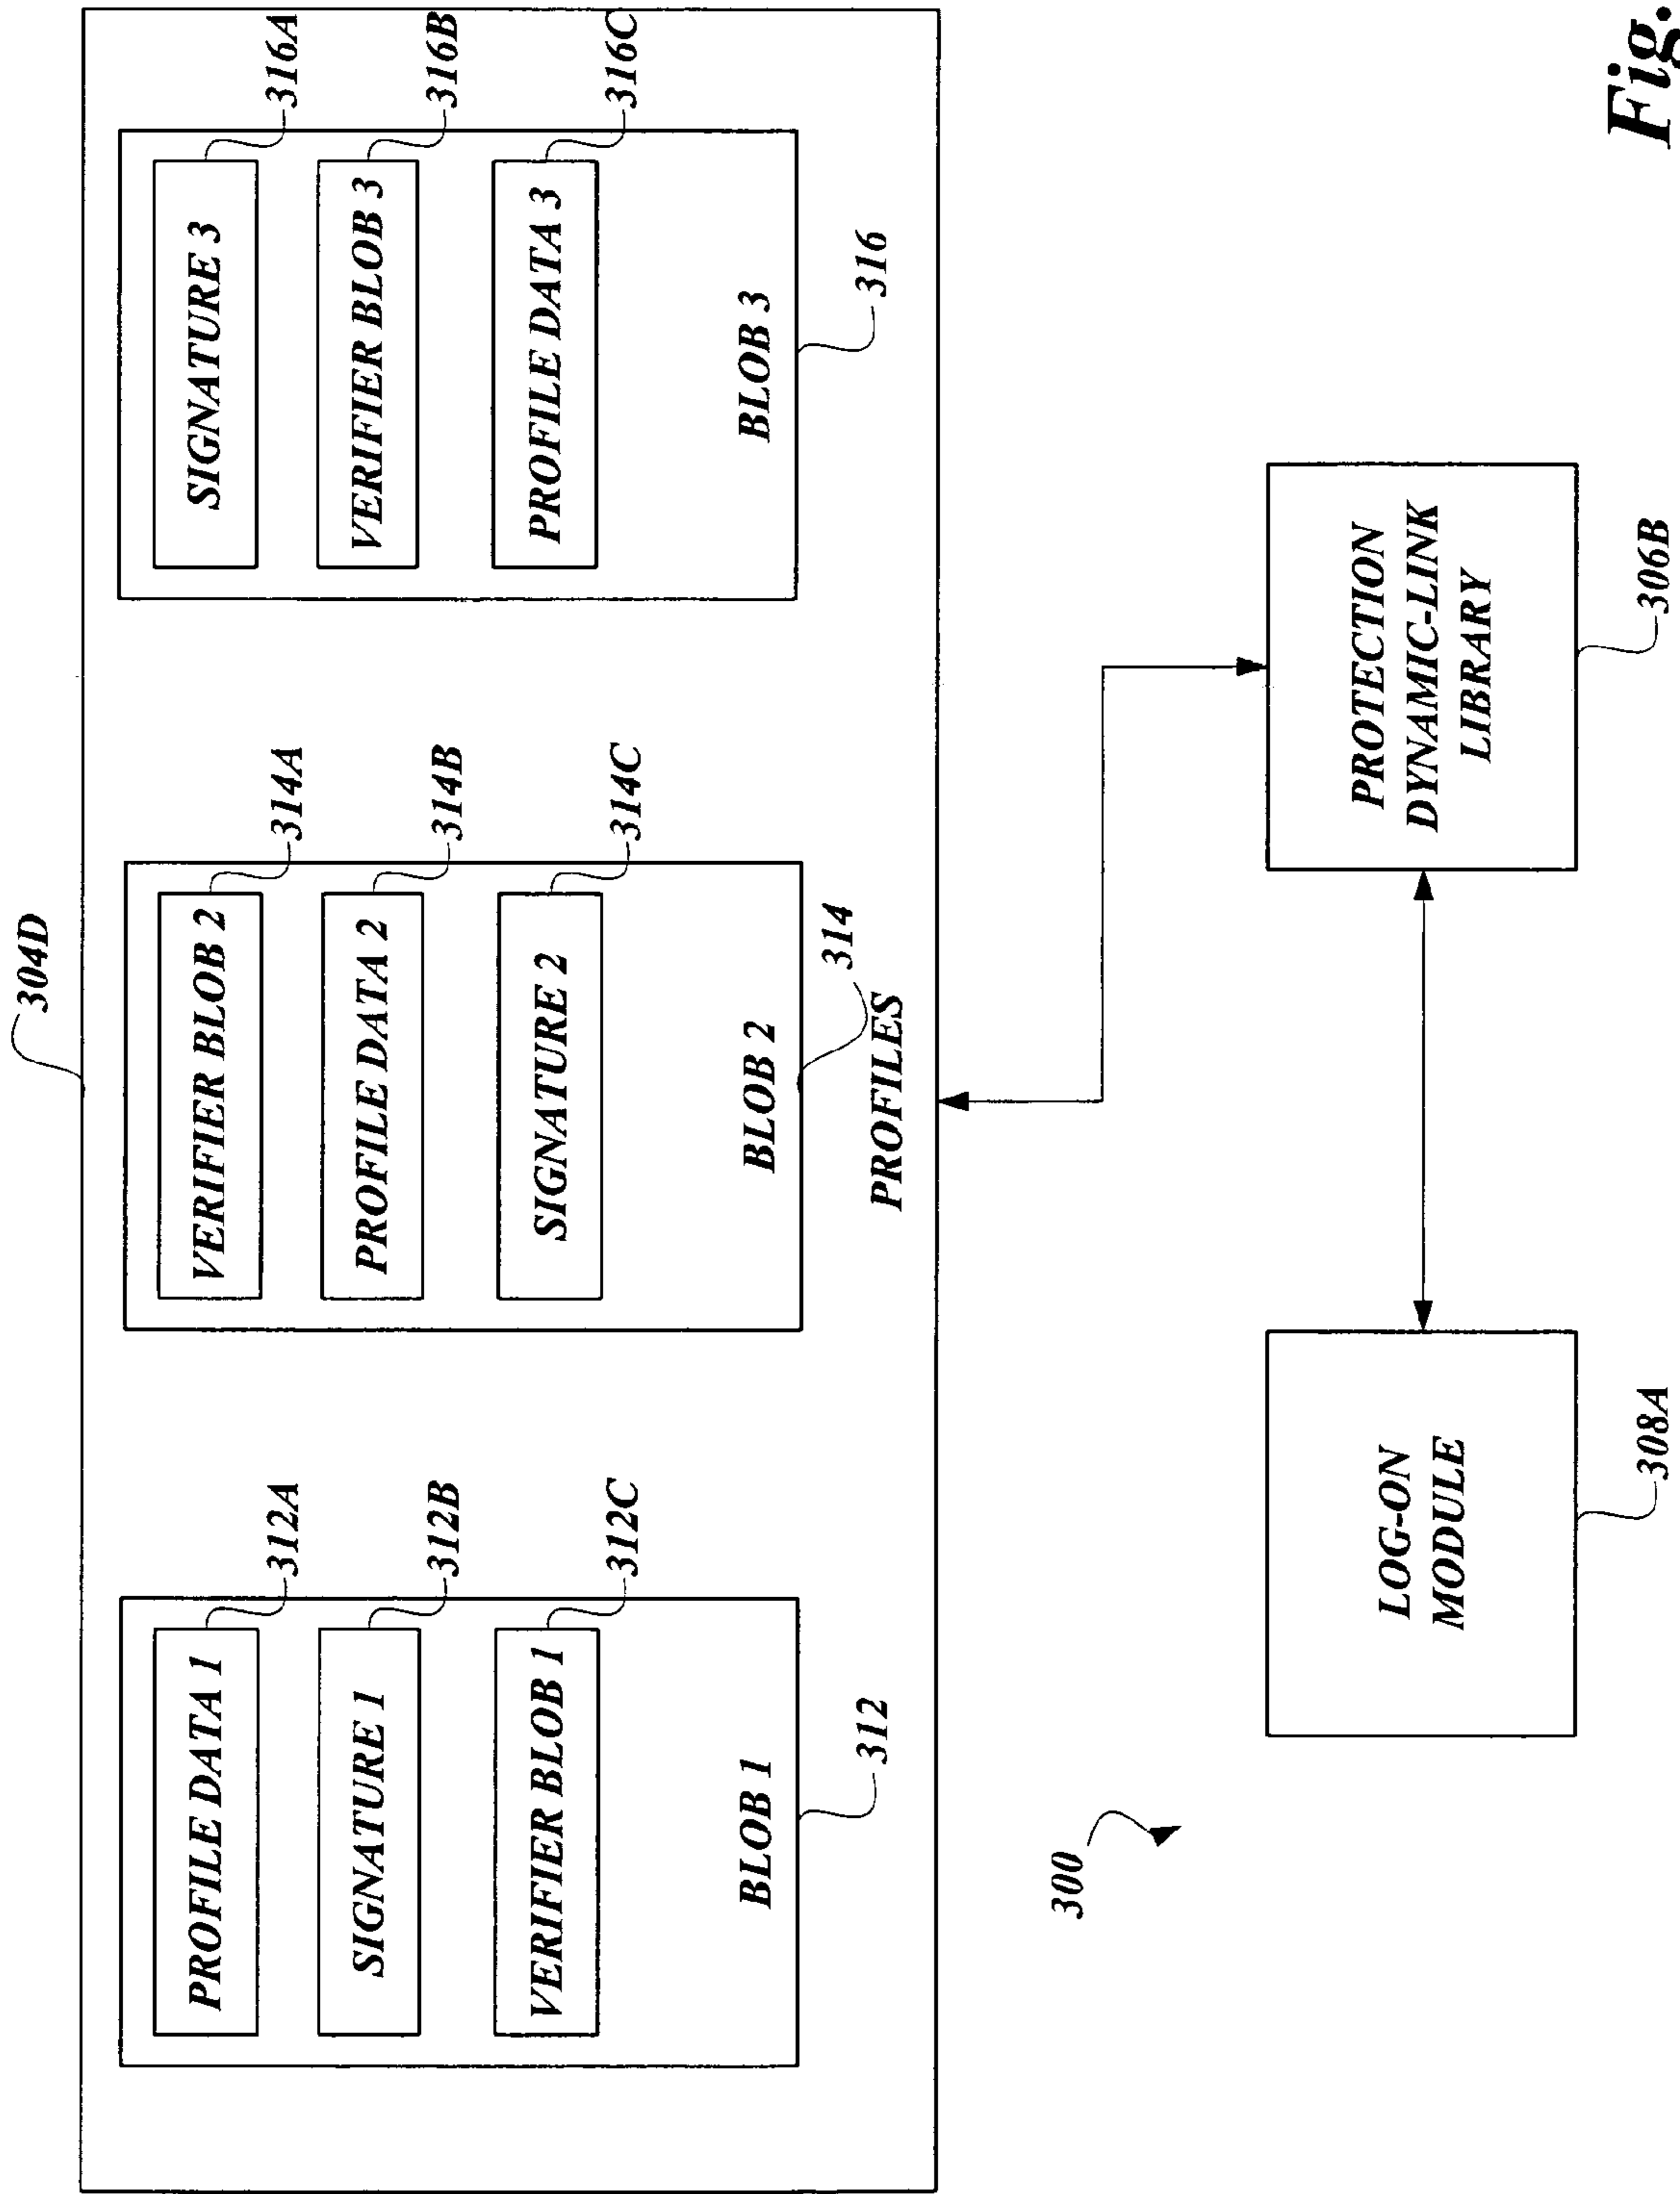 304D
PROFILE DATA 1
312A
SIGNATURE 1
312B
VERIFIER BLOB 1
312C
BLOB 1
312
VERIFIER BLOB 2
314A
PROFILE DATA 2
314B
SIGNATURE 2
314C
BLOB 2
314
SIGNATURE 3
316A
VERIFIER BLOB 3
316B
PROFILE DATA 3
316C
BLOB 3
316
PROFILES
300
LOG-ON
MODULE
308A
PROTECTION
DYNAMIC-LINK
LIBRARY
306B
Fig.